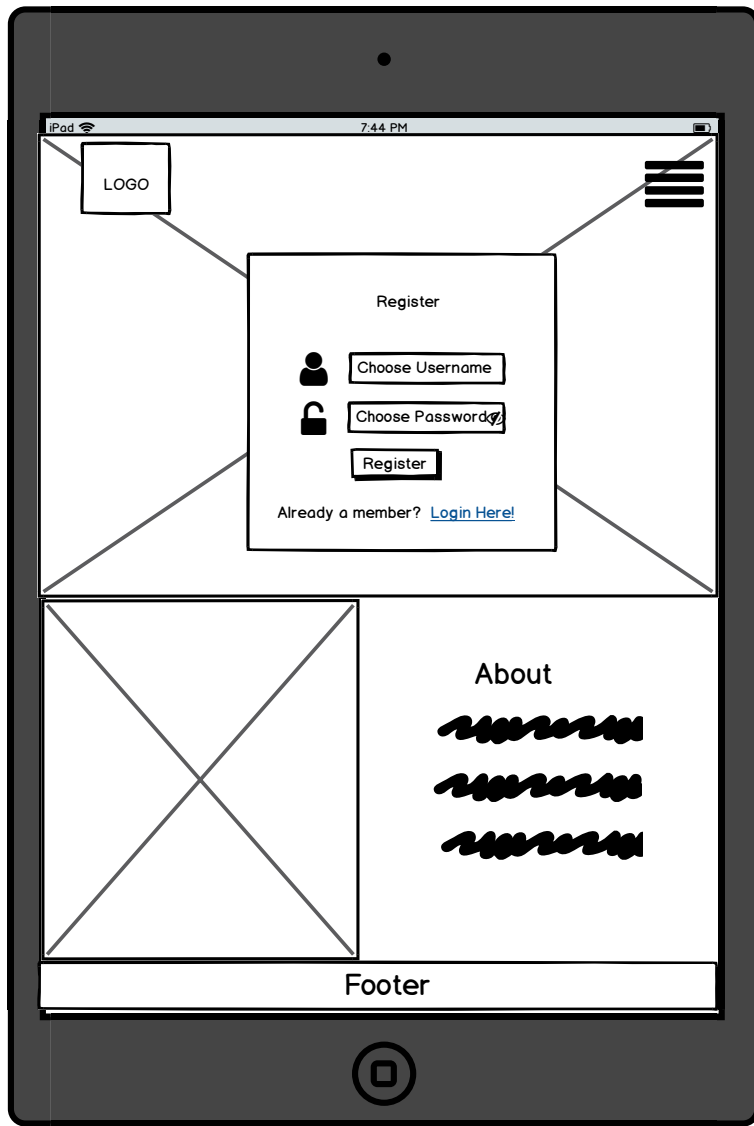 iPad 7:44 PM
LOGO
Register
Choose Username
Choose Password
Register
Already a member? Login Here!
About
Footer